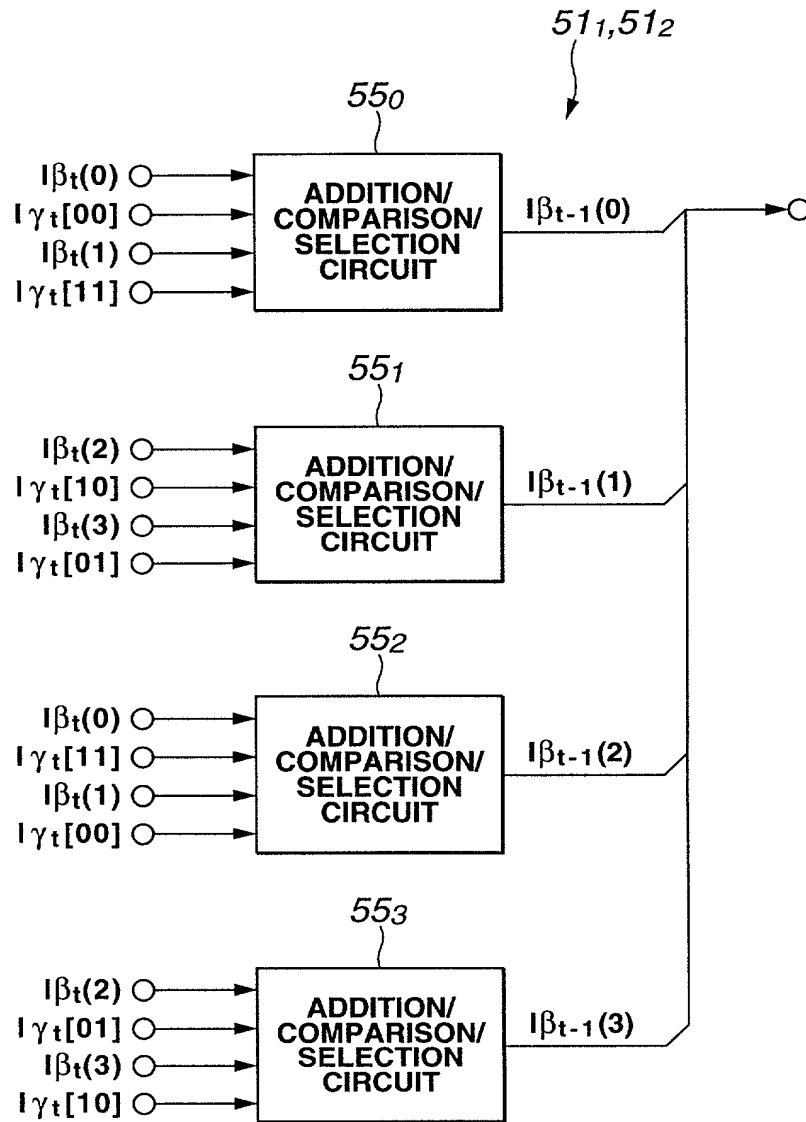 51₁,51₂
55₀
Iβt(0)
Iγt[00]
Iβt(1)
Iγt[11]
ADDITION/
COMPARISON/
SELECTION
CIRCUIT
Iβt-1(0)
55₁
Iβt(2)
Iγt[10]
Iβt(3)
Iγt[01]
ADDITION/
COMPARISON/
SELECTION
CIRCUIT
Iβt-1(1)
55₂
Iβt(0)
Iγt[11]
Iβt(1)
Iγt[00]
ADDITION/
COMPARISON/
SELECTION
CIRCUIT
Iβt-1(2)
55₃
Iβt(2)
Iγt[01]
Iβt(3)
Iγt[10]
ADDITION/
COMPARISON/
SELECTION
CIRCUIT
Iβt-1(3)